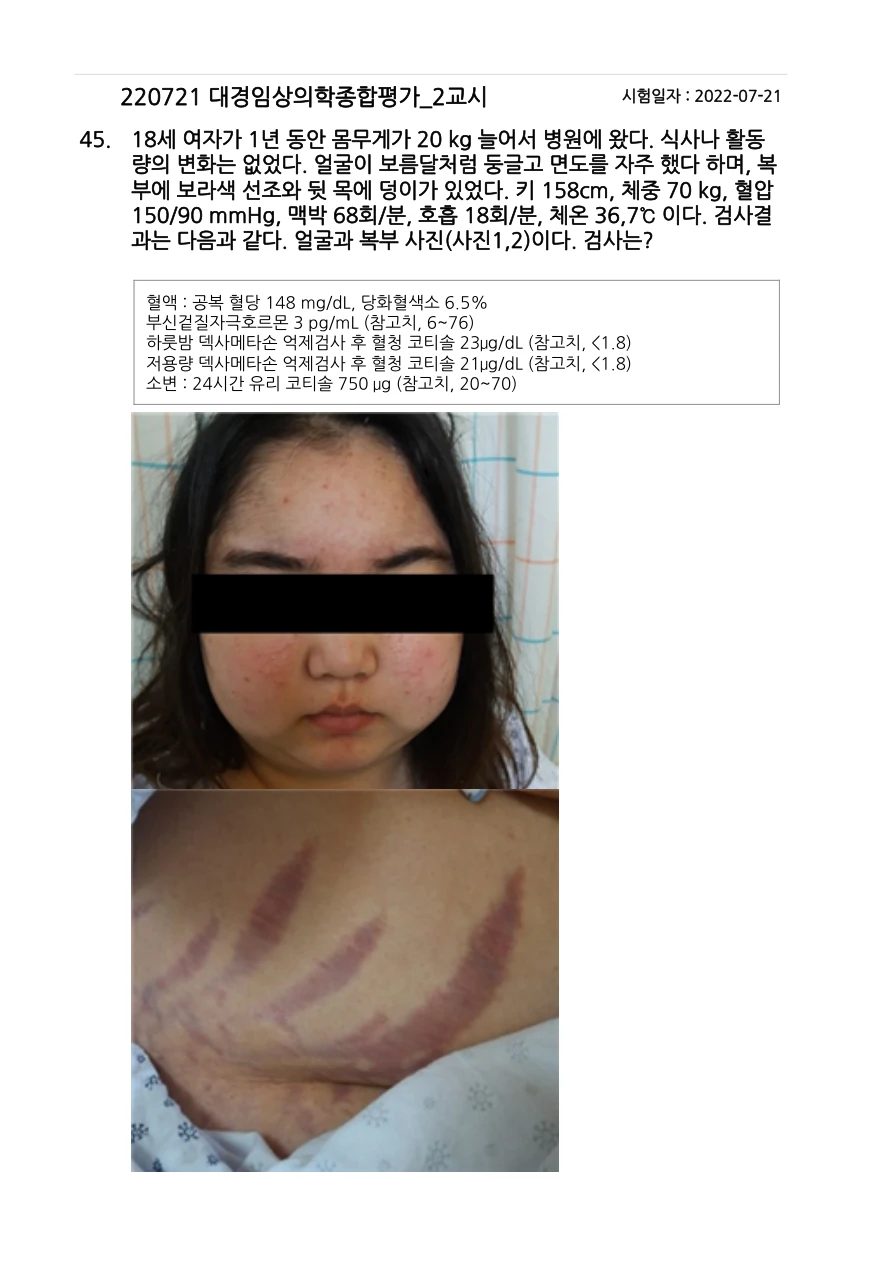 220721 대경임상의학종합평가_2교시
시험일자 : 2022-07-21
45. 18세 여자가 1년 동안 몸무게가 20 kg 늘어서 병원에 왔다. 식사나 활동
량의 변화는 없었다. 얼굴이 보름달처럼 둥글고 면도를 자주 했다 하며, 복
부에 보라색 선조와 뒷 목에 덩이가 있었다. 키 158cm, 체중 70 kg, 혈압
150/90 mmHg, 맥박 68회/분, 호흡 18회/분, 체온 36,7℃ 이다. 검사결
과는 다음과 같다. 얼굴과 복부 사진(사진1,2)이다. 검사는?
혈액 : 공복 혈당 148 mg/dL, 당화혈색소 6.5%
부신겉질자극호르몬 3 pg/mL (참고치, 6~76)
하룻밤 덱사메타손 억제검사 후 혈청 코티솔 23µg/dL (참고치, <1.8)
저용량 덱사메타손 억제검사 후 혈청 코티솔 21µg/dL (참고치, <1.8)
소변 : 24시간 유리 코티솔 750 µg (참고치, 20~70)